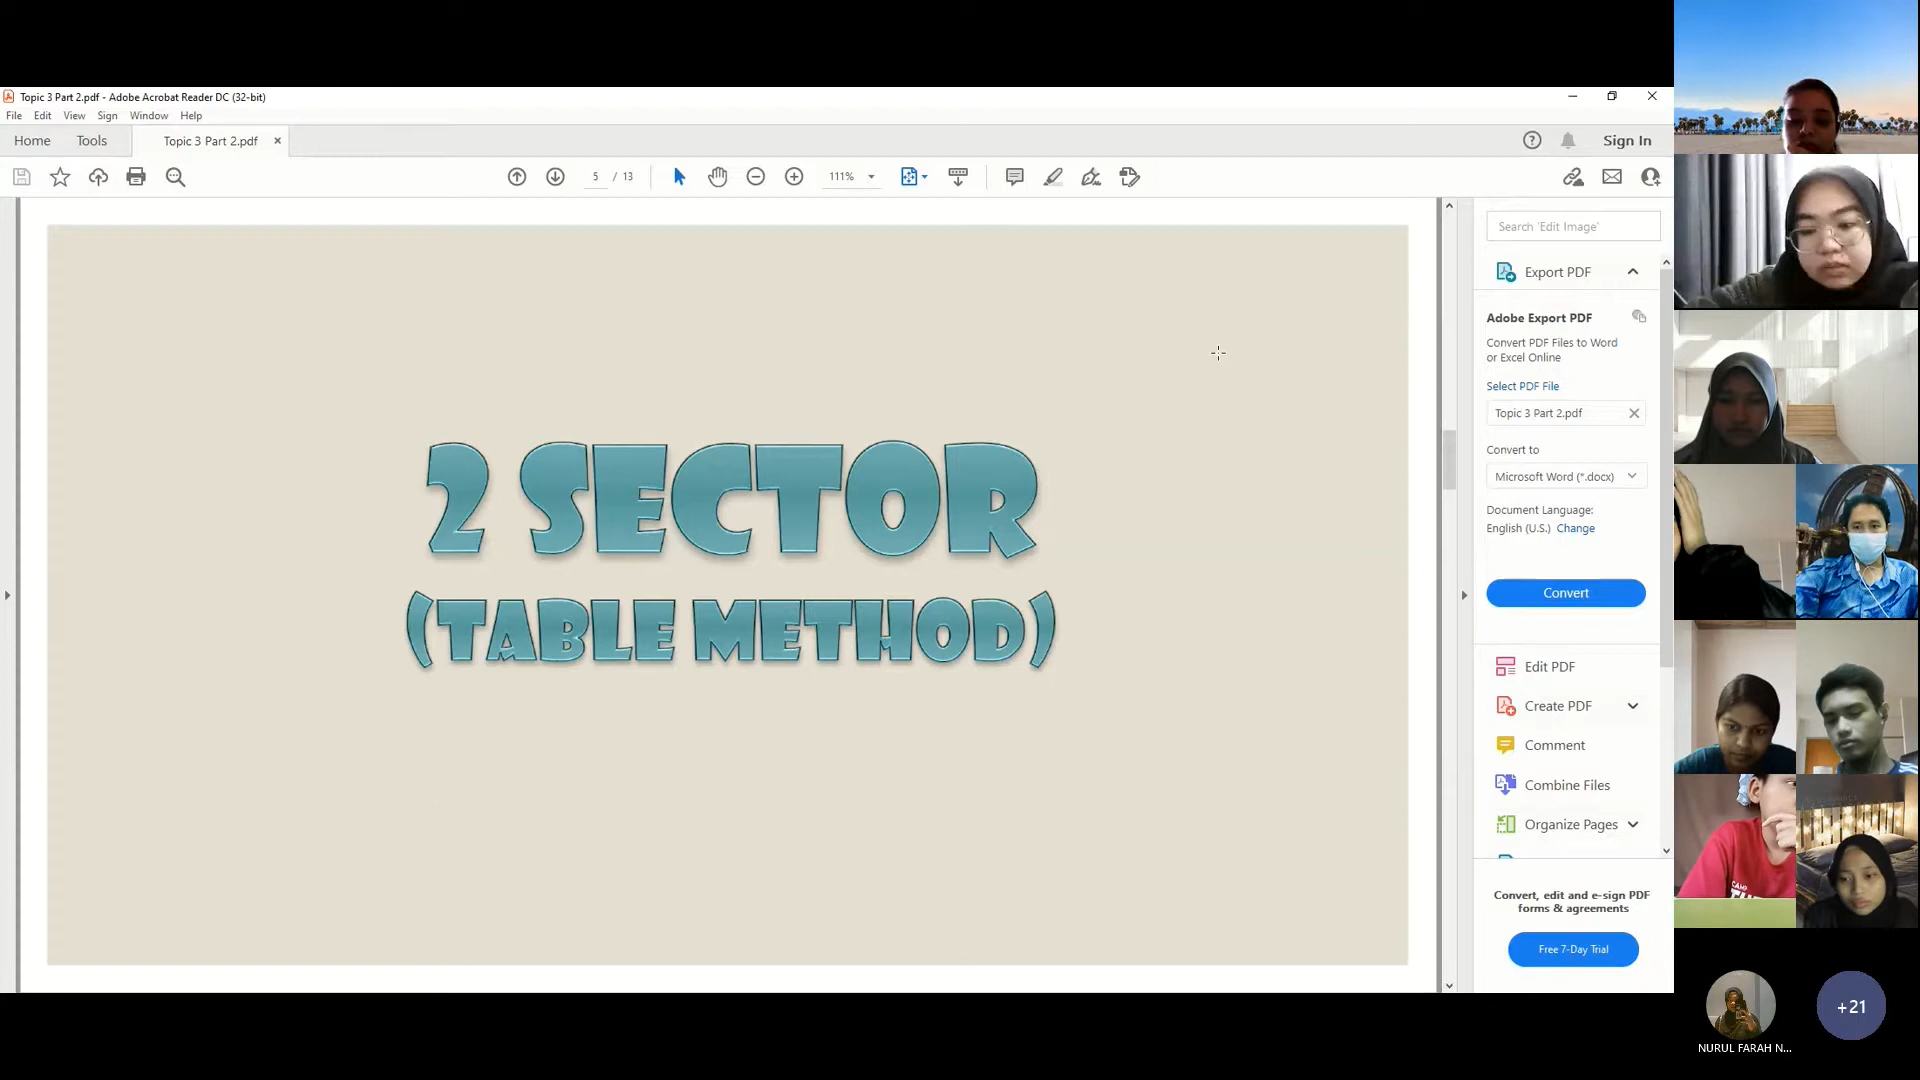 Topic 3 Part 2.pdf - Adobe Acrobat Reader DC (32-bit)
File Edit View Sign Window Help
Home Tools Topic 3 Part 2.pdf Sign In
5 / 13 111%
2 SECTOR
(TABLE METHOD)
Search 'Edit Image'
Export PDF
Adobe Export PDF
Convert PDF Files to Word
or Excel Online
Select PDF File
Topic 3 Part 2.pdf
Convert to
Microsoft Word (*.docx)
Document Language:
English (U.S.) Change
Convert
Edit PDF
Create PDF
Comment
Combine Files
Organize Pages
Convert, edit and e-sign PDF
forms & agreements
Free 7-Day Trial
+21
NURUL FARAH N...